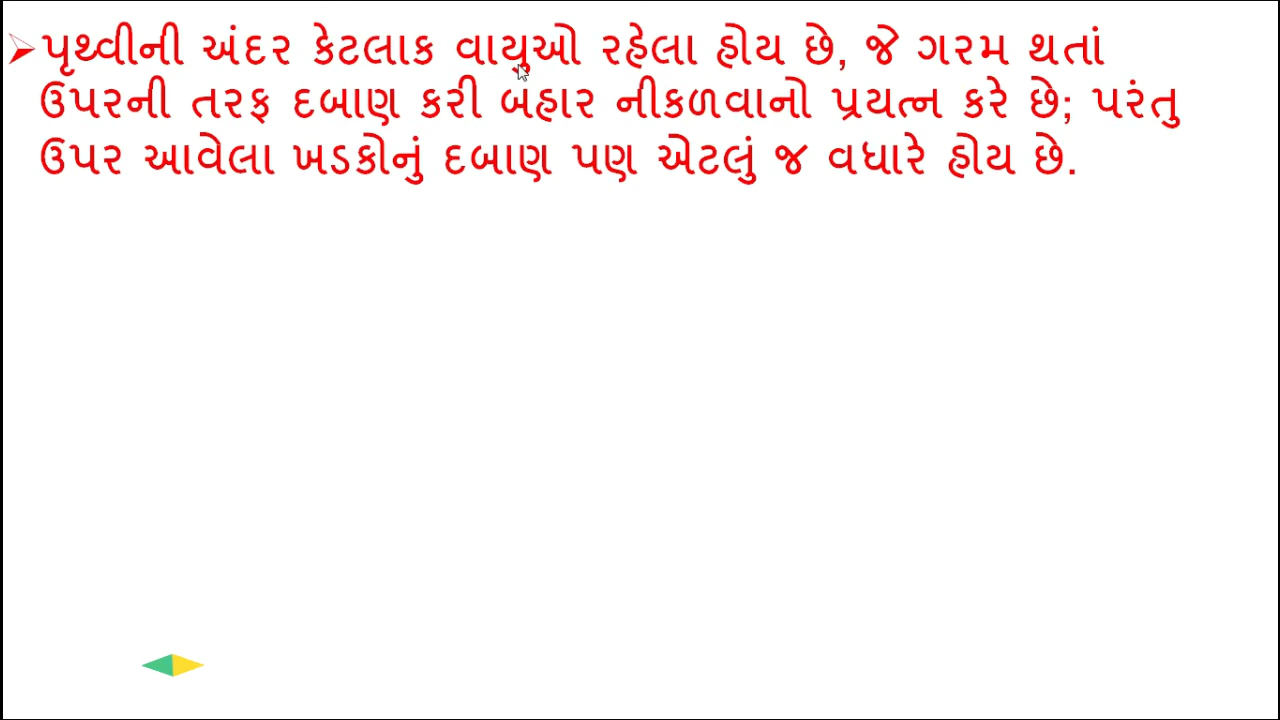 પૃથ્વીની અંદર કેટલાક વાયુઓ રહેલા હોય છે, જે ગરમ થતાં
ઉપરની તરફ દબાણ કરી બહાર નીકળવાનો પ્રયત્ન કરે છે; પરંતુ
ઉપર આવેલા ખડકોનું દબાણ પણ એટલું જ વધારે હોય છે.